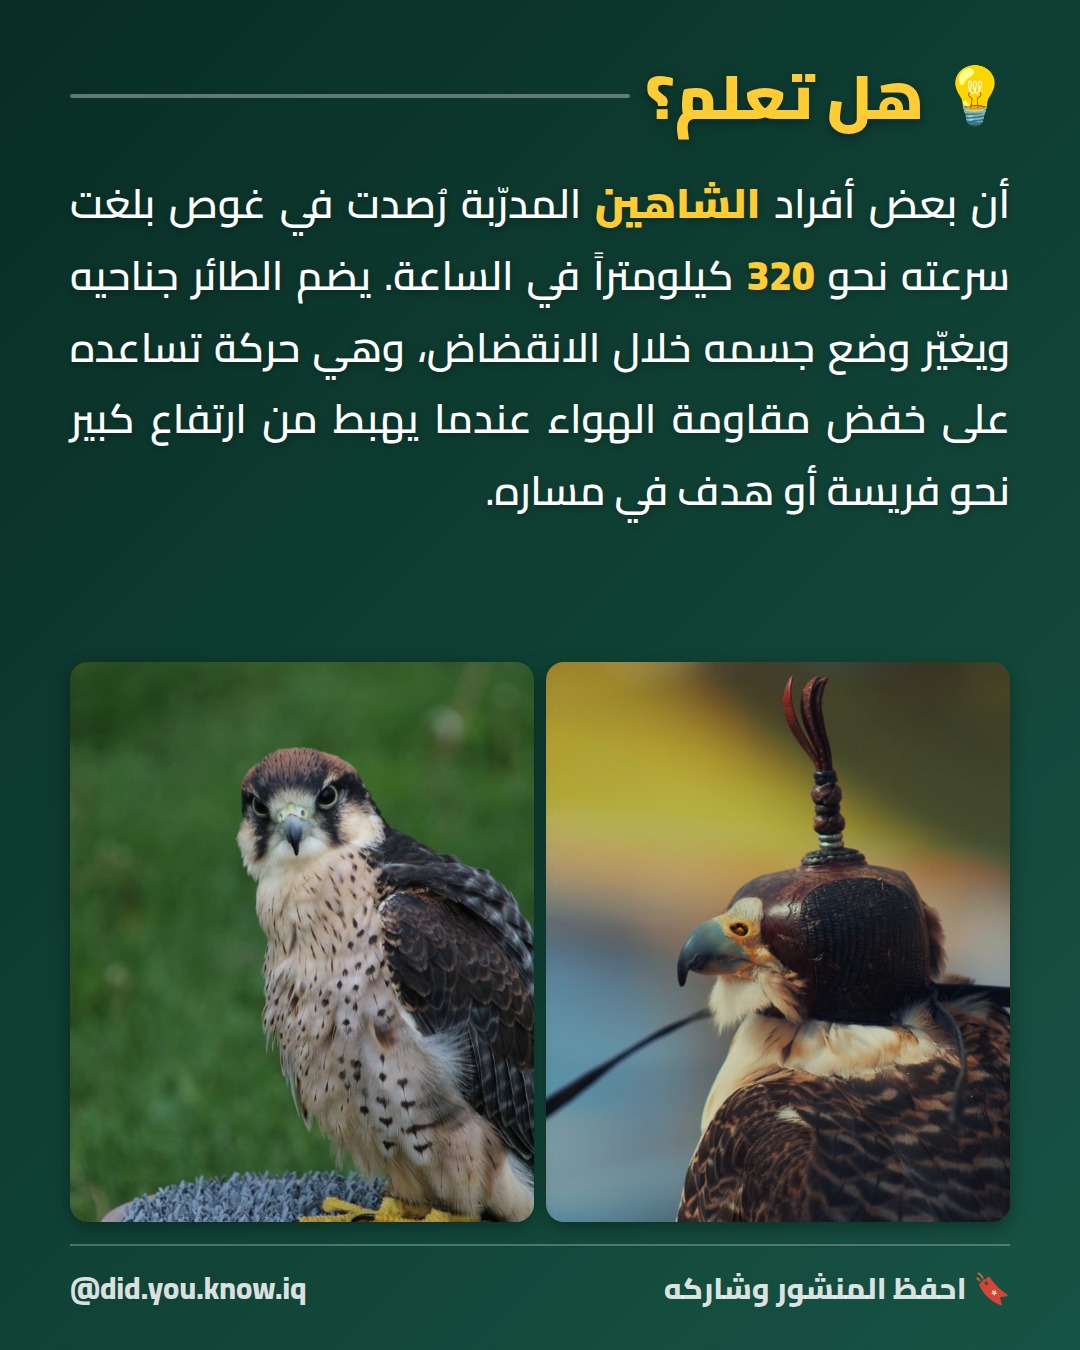 هل تعلم؟
أن بعض أفراد الشاهين المدرّبة رُصدت في غوص بلغت
سرعته نحو 320 كيلومتراً في الساعة. يضم الطائر جناحيه
ويغيّر وضع جسمه خلال الانقضاض، وهي حركة تساعده
على خفض مقاومة الهواء عندما يهبط من ارتفاع كبير
نحو فريسة أو هدف في مساره.
احفظ المنشور وشاركه
@did.you.know.iq